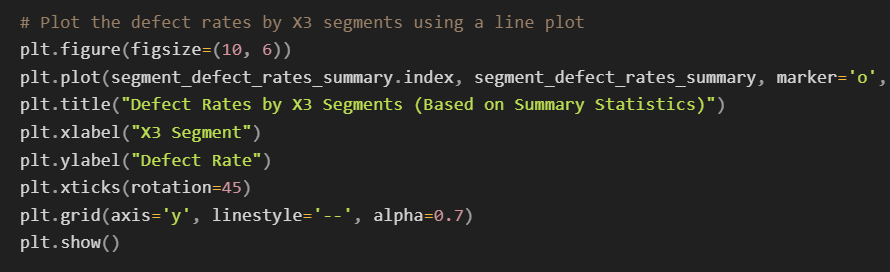 # Plot the defect rates by X3 segments using a line plot
plt.figure(figsize=(10, 6))
plt.plot(segment_defect_rates_summary.index, segment_defect_rates_summary, marker='o',
plt.title("Defect Rates by X3 Segments (Based on Summary Statistics)")
plt.xlabel("X3 Segment")
plt.ylabel("Defect Rate")
plt.xticks(rotation=45)
plt.grid(axis='y', linestyle='--', alpha=0.7)
plt.show()